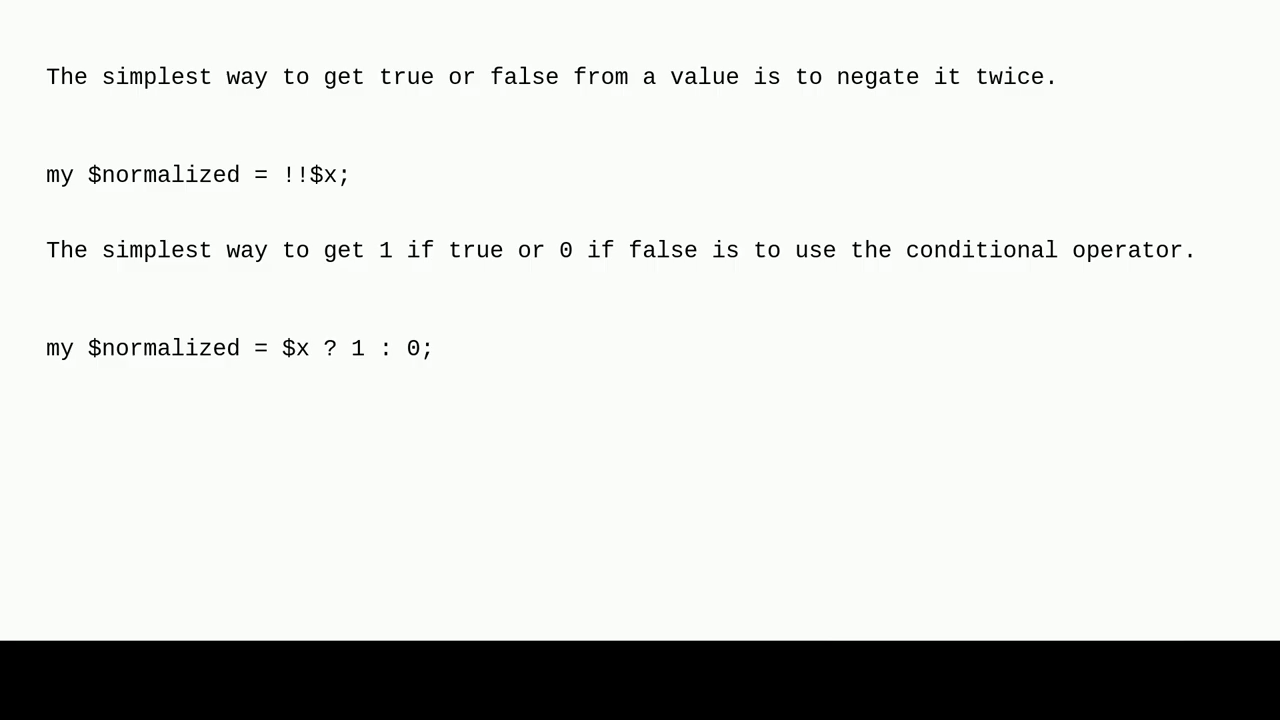 The simplest way to get true or false from a value is to negate it twice.
my $normalized = !!$x;
The simplest way to get 1 if true or 0 if false is to use the conditional operator.
my $normalized = $x ? 1 : 0;